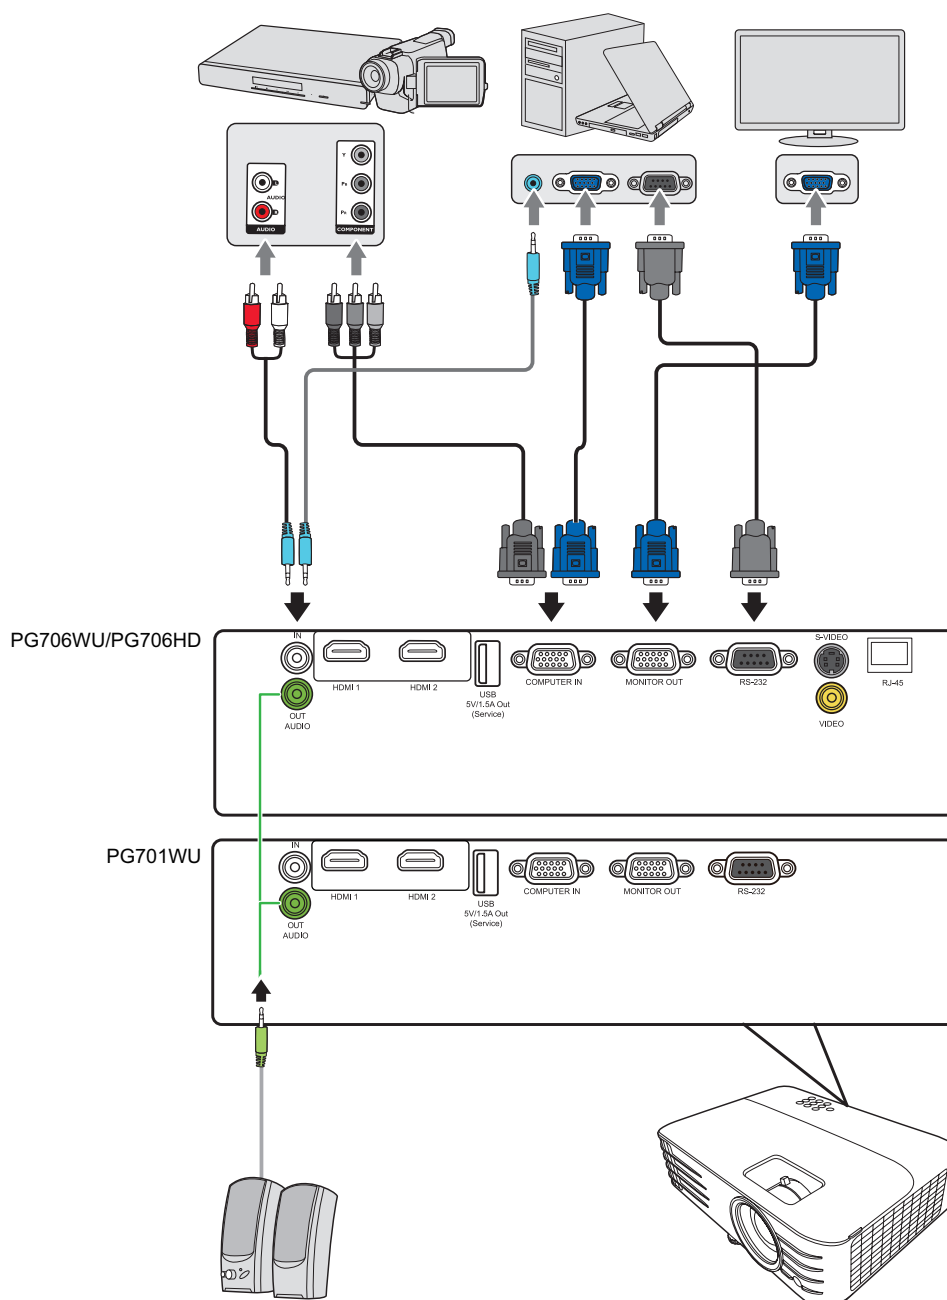 Y
AUDIO
PB
PR
AUDIO
COMPONENT
PG706WU/PG706HD
IN
OUT
AUDIO
HDMI 1
HDMI 2
USB
5V/1.5A Out
(Service)
COMPUTER IN
MONITOR OUT
RS-232
S-VIDEO
VIDEO
RJ-45
PG701WU
IN
OUT
AUDIO
HDMI 1
HDMI 2
USB
5V/1.5A Out
(Service)
COMPUTER IN
MONITOR OUT
RS-232